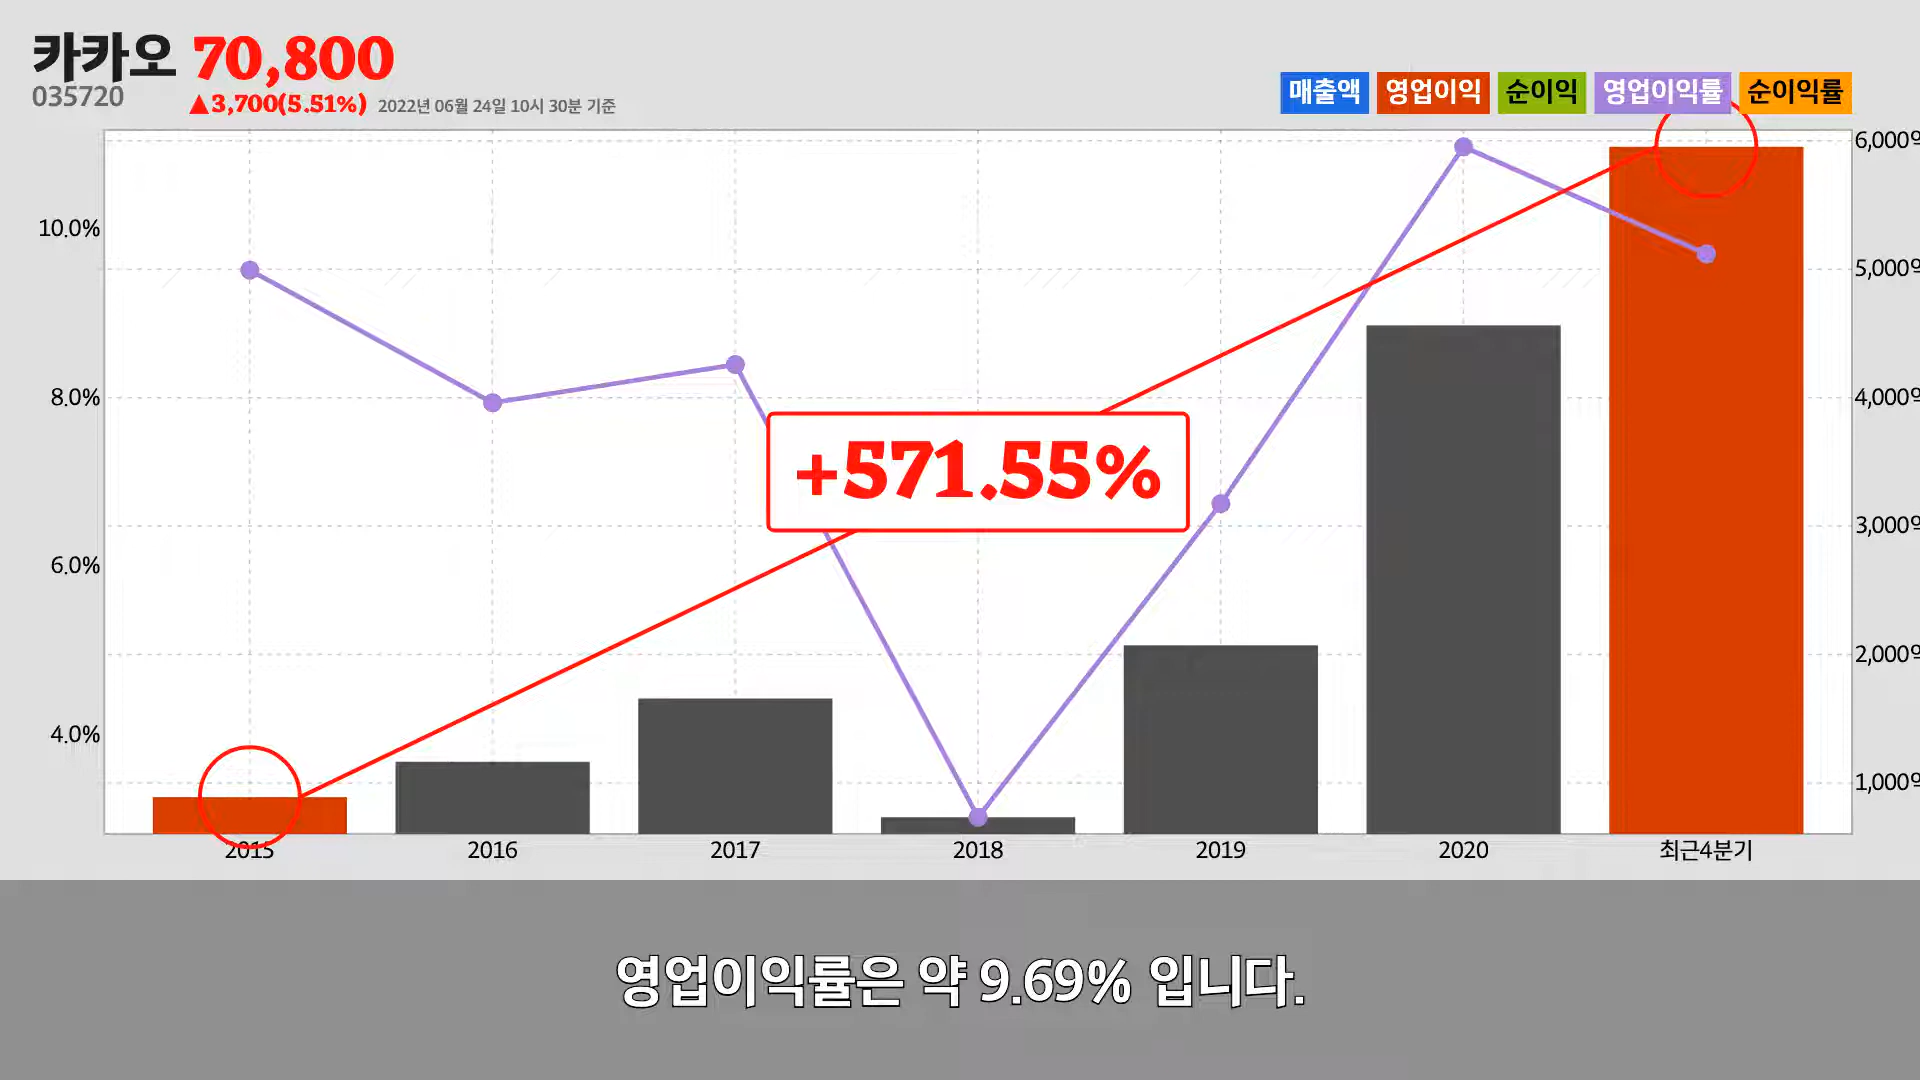 카카오 70,800
035720
▲3,700(5.51%) 2022년 06월 24일 10시 30분 기준
매출액 영업이익 순이익 영업이익률 순이익률
10.0%
8.0%
6.0%
4.0%
6,000억
5,000억
4,000억
3,000억
2,000억
1,000억
+571.55%
2015 2016 2017 2018 2019 2020 최근4분기
영업이익률은 약 9.69% 입니다.